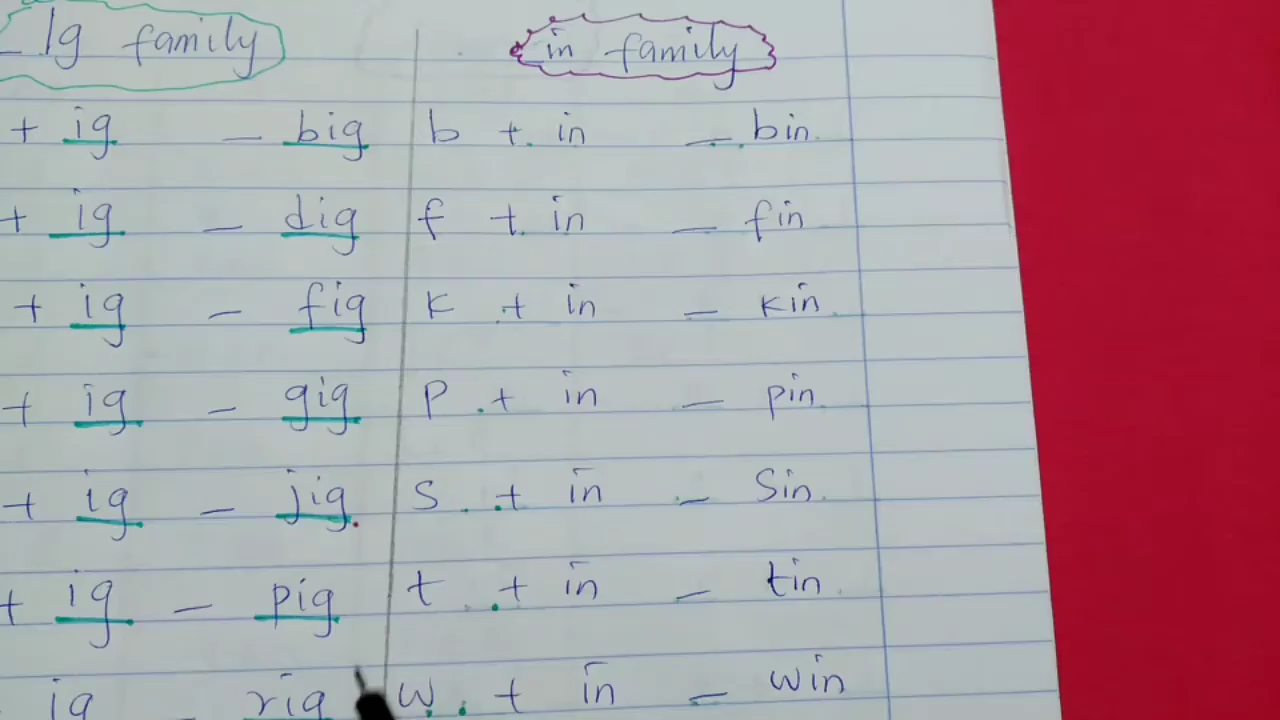 - Ig family
+ ig - big
+ ig - dig
+ ig - fig
+ ig - gig
+ ig - jig.
+ ig - pig
ig - rig
in family
b + in - bin.
f + in - fin
k + in - kin.
p + in - pin.
s + in - Sin.
t + in - tin.
w + in - win